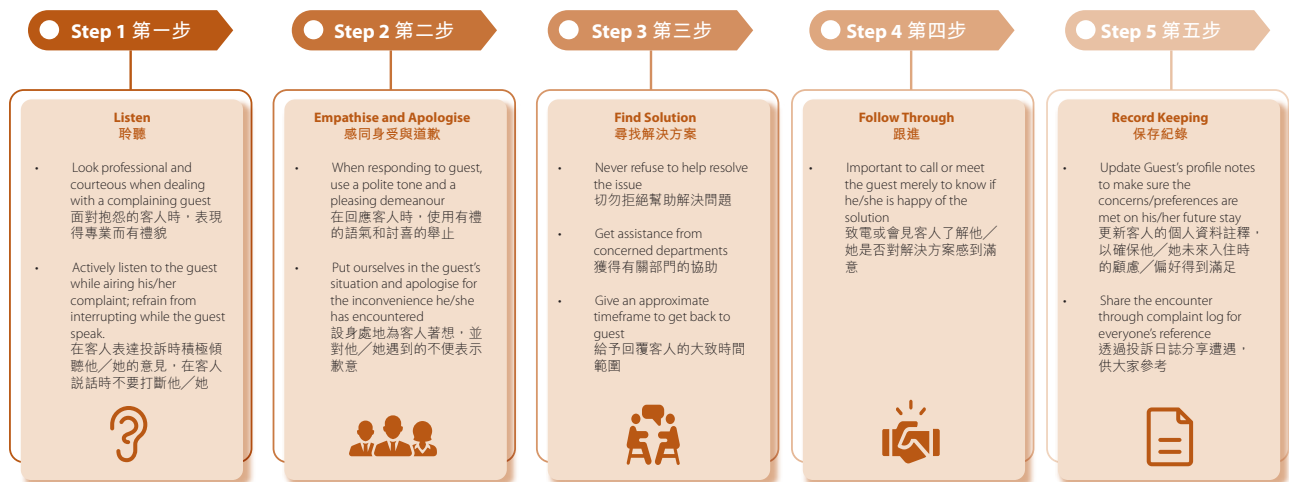 Step 1 第一步
Listen
聆聽
• Look professional and
courteous when dealing
with a complaining guest
面對抱怨的客人時，表現
得專業而有禮貌
• Actively listen to the guest
while airing his/her
complaint; refrain from
interrupting while the guest
speak.
在客人表達投訴時積極傾
聽他╱她的意見，在客人
説話時不要打斷他╱她
Step 2 第二步
Empathise and Apologise
感同身受與道歉
• When responding to guest,
use a polite tone and a
pleasing demeanour
在回應客人時，使用有禮
的語氣和討喜的舉止
• Put ourselves in the guest's
situation and apologise for
the inconvenience he/she
has encountered
設身處地為客人著想，並
對他╱她遇到的不便表示
歉意
Step 3 第三步
Find Solution
尋找解決方案
• Never refuse to help resolve
the issue
切勿拒絕幫助解決問題
• Get assistance from
concerned departments
獲得有關部門的協助
• Give an approximate
timeframe to get back to
guest
給予回覆客人的大致時間
範圍
Step 4 第四步
Follow Through
跟進
• Important to call or meet
the guest merely to know if
he/she is happy of the
solution
致電或會見客人了解他╱
她是否對解決方案感到滿
意
Step 5 第五步
Record Keeping
保存紀錄
• Update Guest's profile notes
to make sure the
concerns/preferences are
met on his/her future stay
更新客人的個人資料註釋，
以確保他╱她未來入住時
的顧慮╱偏好得到滿足
• Share the encounter
through complaint log for
everyone's reference
透過投訴日誌分享遭遇，
供大家參考